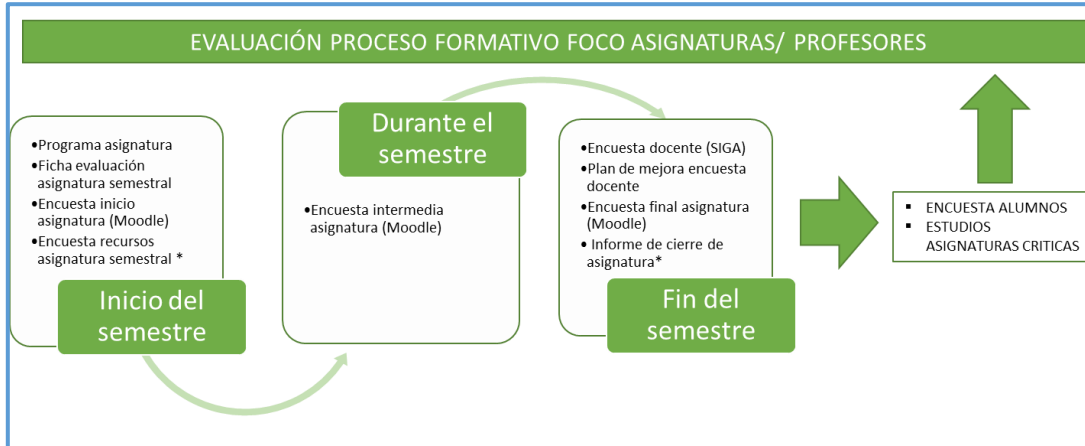 EVALUACIÓN PROCESO FORMATIVO FOCO ASIGNATURAS/ PROFESORES
•Programa asignatura
•Ficha evaluación
asignatura semestral
•Encuesta inicio
asignatura (Moodle)
•Encuesta recursos
asignatura semestral *
Inicio del
semestre
Durante el
semestre
•Encuesta intermedia
asignatura (Moodle)
•Encuesta docente (SIGA)
•Plan de mejora encuesta
docente
•Encuesta final asignatura
(Moodle)
• Informe de cierre de
asignatura*
Fin del
semestre
▪ ENCUESTA ALUMNOS
▪ ESTUDIOS
ASIGNATURAS CRITICAS